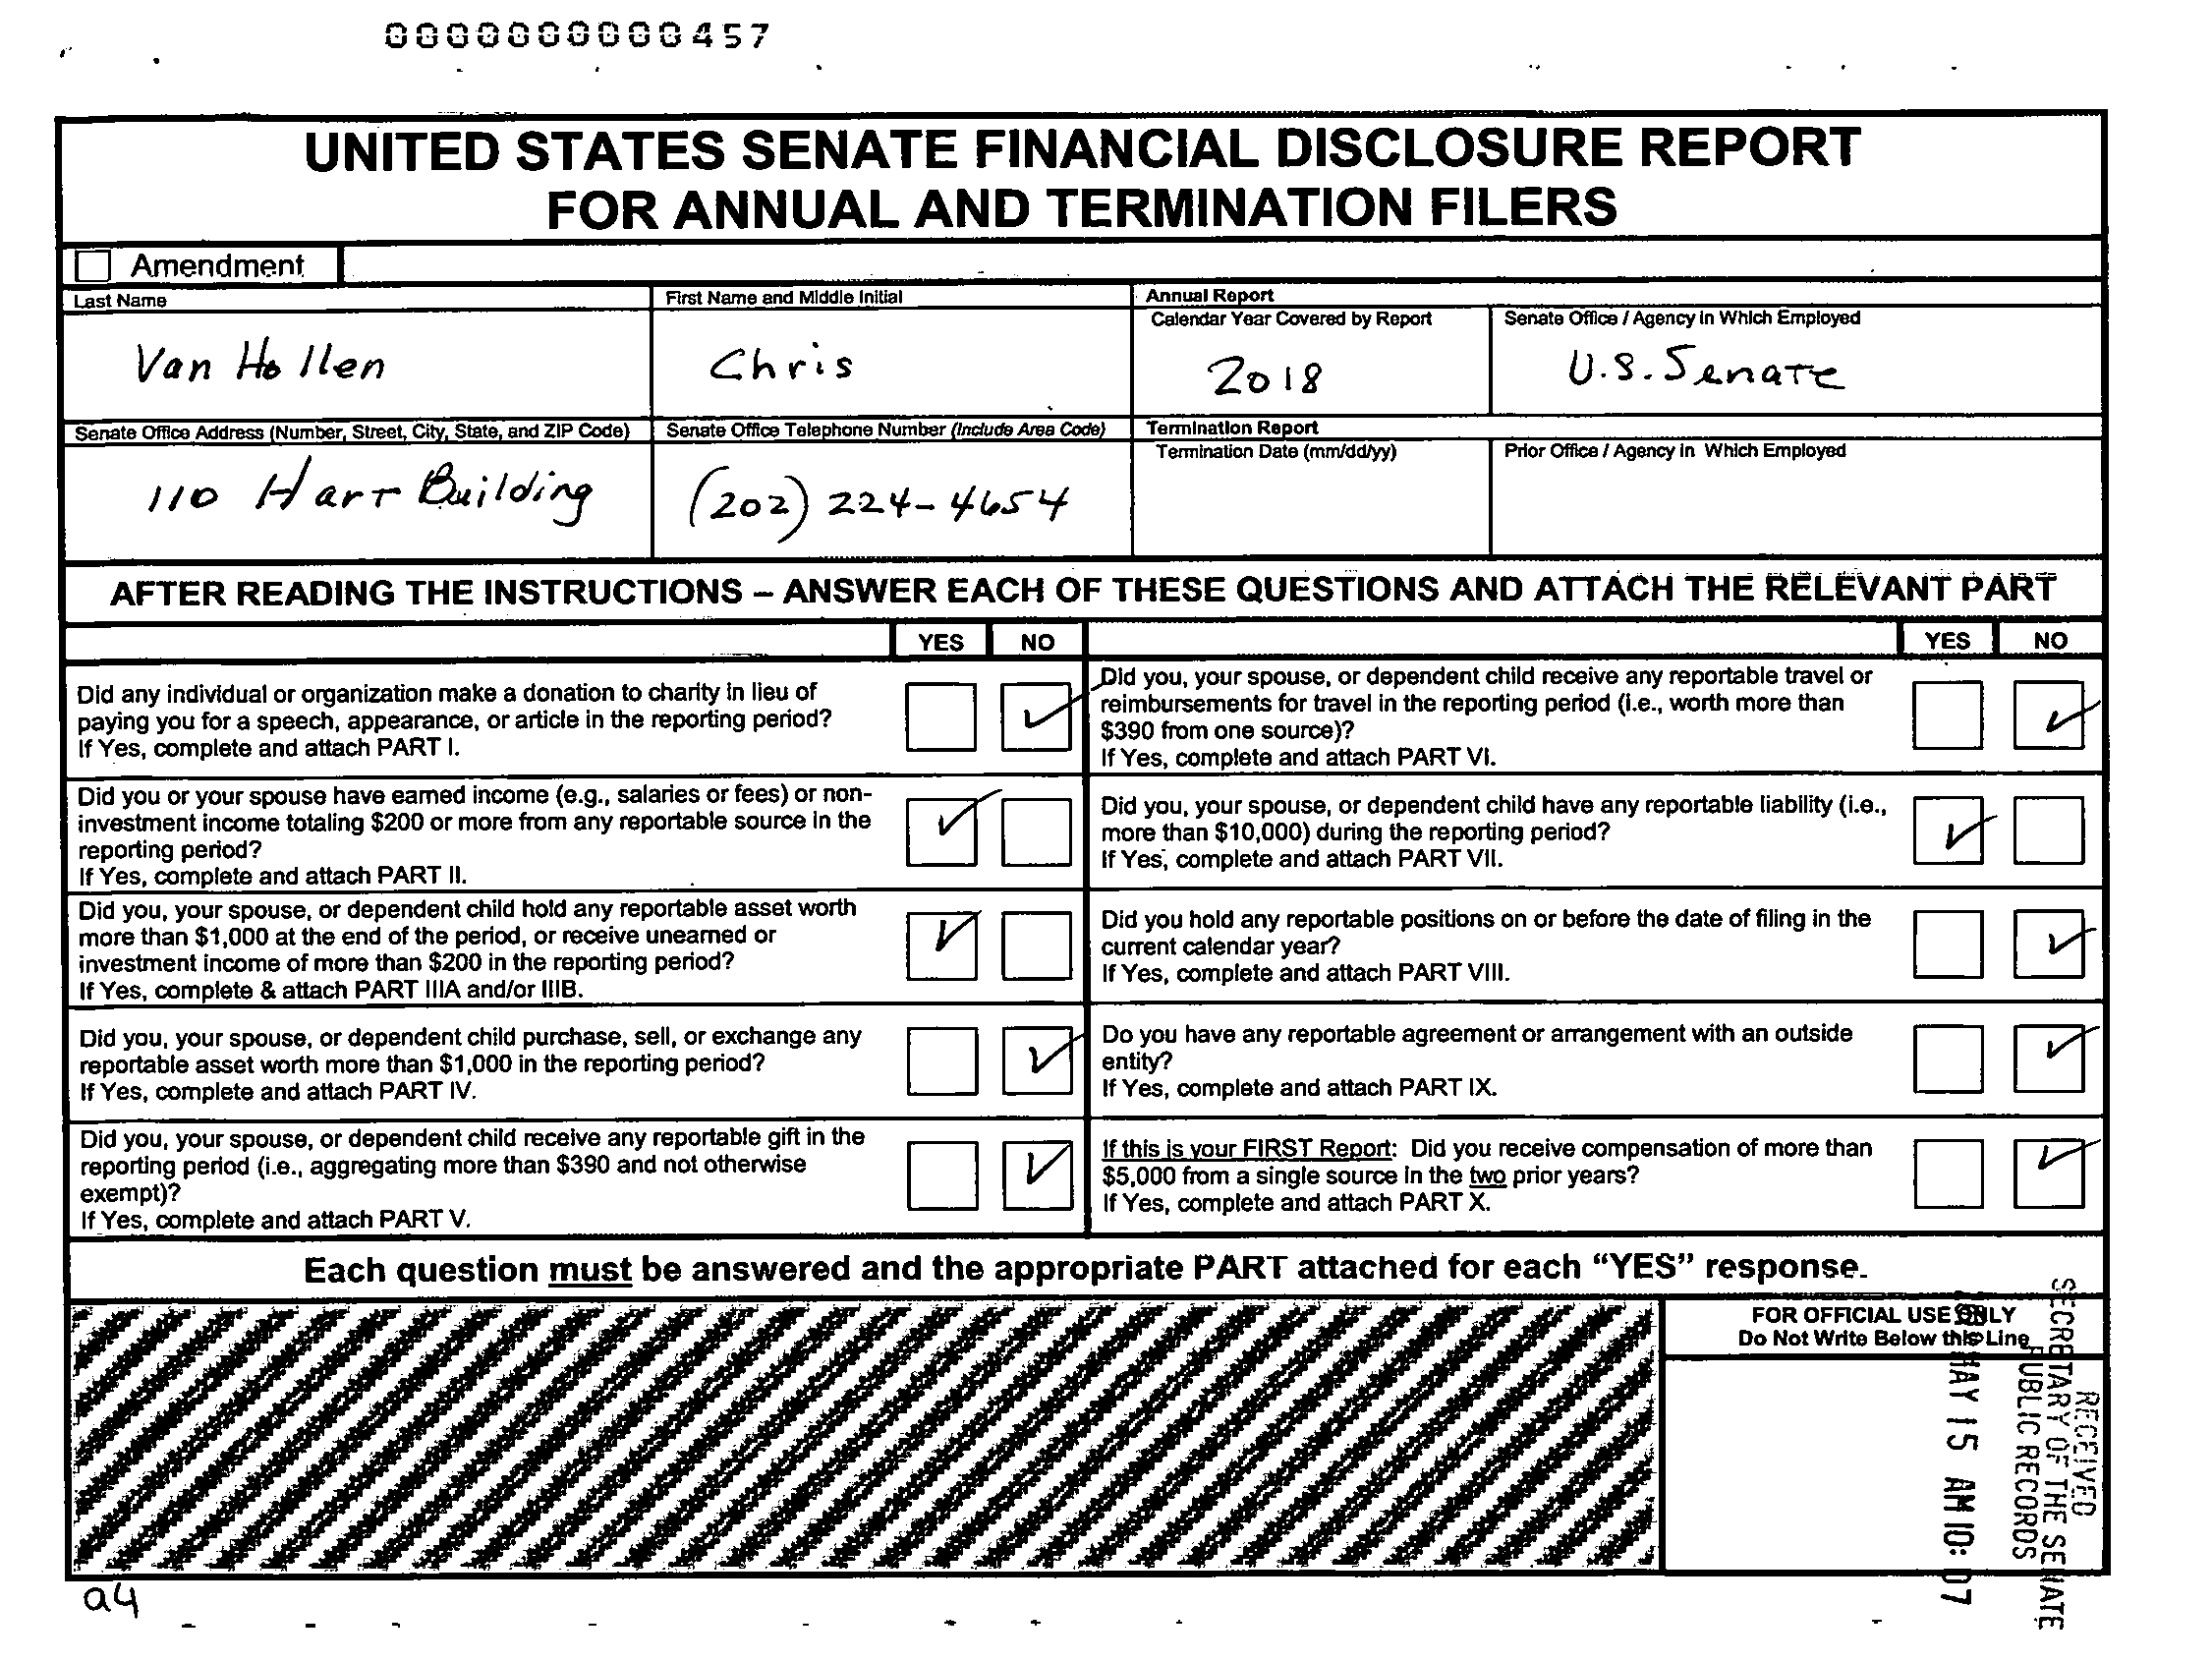 0000000000457
UNITED STATES SENATE FINANCIAL DISCLOSURE REPORT
FOR ANNUAL AND TERMINATION FILERS
Amendment
Last Name
Van Hollen
First Name and Middle Initial
Chris
Annual Report
Calendar Year Covered by Report
2018
Senate Office / Agency in Which Employed
U.S. Senate
Senate Office Address (Number, Street, City, State, and ZIP Code)
110 Hart Building
Senate Office Telephone Number (Include Area Code)
(202) 224-4654
Termination Report
Termination Date (mm/dd/yy)
Prior Office / Agency in Which Employed
AFTER READING THE INSTRUCTIONS – ANSWER EACH OF THESE QUESTIONS AND ATTACH THE RELEVANT PART
YES NO
Did any individual or organization make a donation to charity in lieu of
paying you for a speech, appearance, or article in the reporting period?
If Yes, complete and attach PART I.
Did you or your spouse have earned income (e.g., salaries or fees) or non-
investment income totaling $200 or more from any reportable source in the
reporting period?
If Yes, complete and attach PART II.
Did you, your spouse, or dependent child hold any reportable asset worth
more than $1,000 at the end of the period, or receive unearned or
investment income of more than $200 in the reporting period?
If Yes, complete & attach PART IIIA and/or IIIB.
Did you, your spouse, or dependent child purchase, sell, or exchange any
reportable asset worth more than $1,000 in the reporting period?
If Yes, complete and attach PART IV.
Did you, your spouse, or dependent child receive any reportable gift in the
reporting period (i.e., aggregating more than $390 and not otherwise
exempt)?
If Yes, complete and attach PART V.
YES NO
Did you, your spouse, or dependent child receive any reportable travel or
reimbursements for travel in the reporting period (i.e., worth more than
$390 from one source)?
If Yes, complete and attach PART VI.
Did you, your spouse, or dependent child have any reportable liability (i.e.,
more than $10,000) during the reporting period?
If Yes, complete and attach PART VII.
Did you hold any reportable positions on or before the date of filing in the
current calendar year?
If Yes, complete and attach PART VIII.
Do you have any reportable agreement or arrangement with an outside
entity?
If Yes, complete and attach PART IX.
If this is your FIRST Report: Did you receive compensation of more than
$5,000 from a single source in the two prior years?
If Yes, complete and attach PART X.
Each question must be answered and the appropriate PART attached for each “YES” response.
FOR OFFICIAL USE ONLY
Do Not Write Below this Line
RECEIVED
SECRETARY OF THE SENATE
PUBLIC RECORDS
MAY 15 AM 10: 07
a4